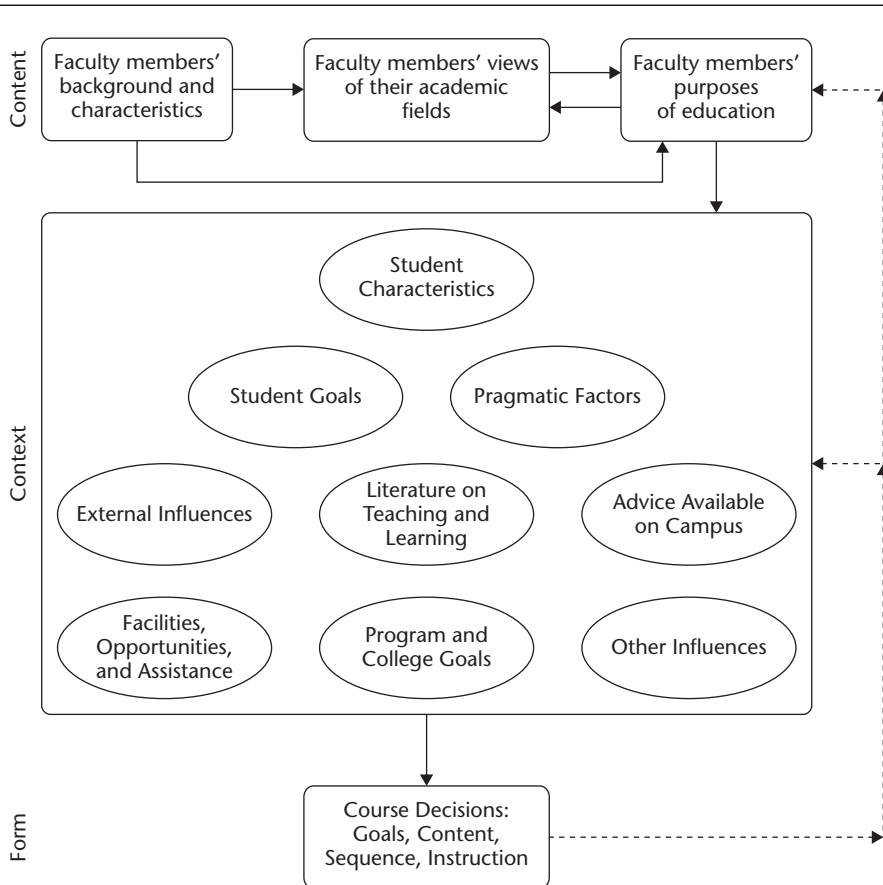 Content
Faculty members’
background and
characteristics
Faculty members’ views
of their academic
fields
Faculty members’
purposes
of education
Context
Student
Characteristics
Student Goals
Pragmatic Factors
External Influences
Literature on
Teaching and
Learning
Advice Available
on Campus
Facilities,
Opportunities,
and Assistance
Program and
College Goals
Other Influences
Form
Course Decisions:
Goals, Content,
Sequence, Instruction